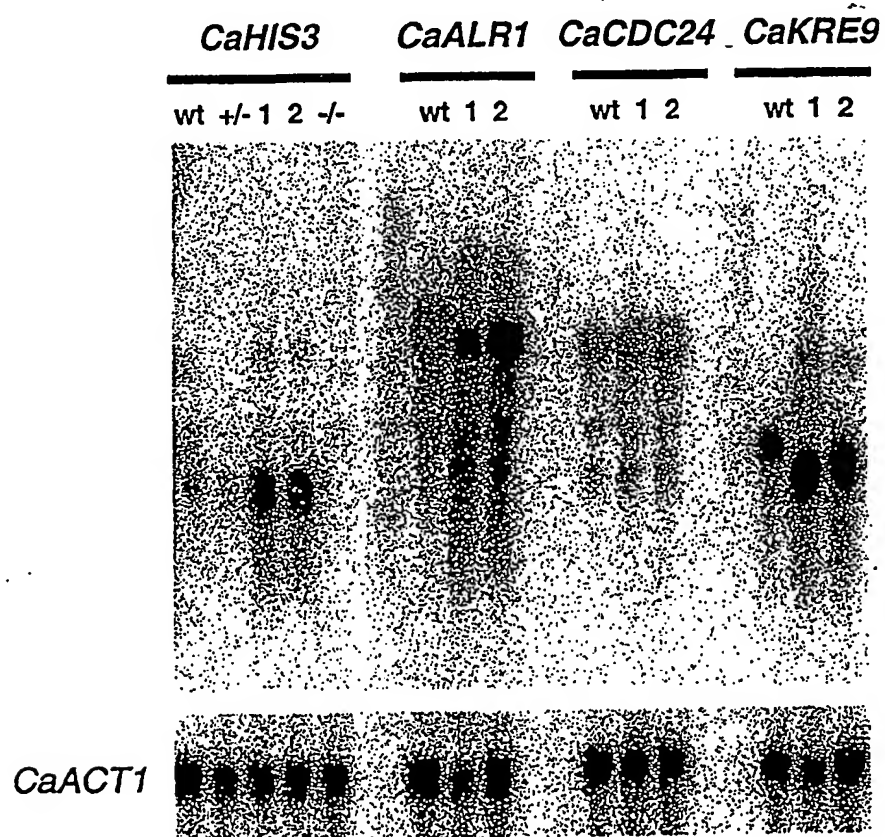 CaHIS3 CaALR1 CaCDC24 CaKRE9
wt +/- 1 2 -/- wt 1 2 wt 1 2 wt 1 2
CaACT1